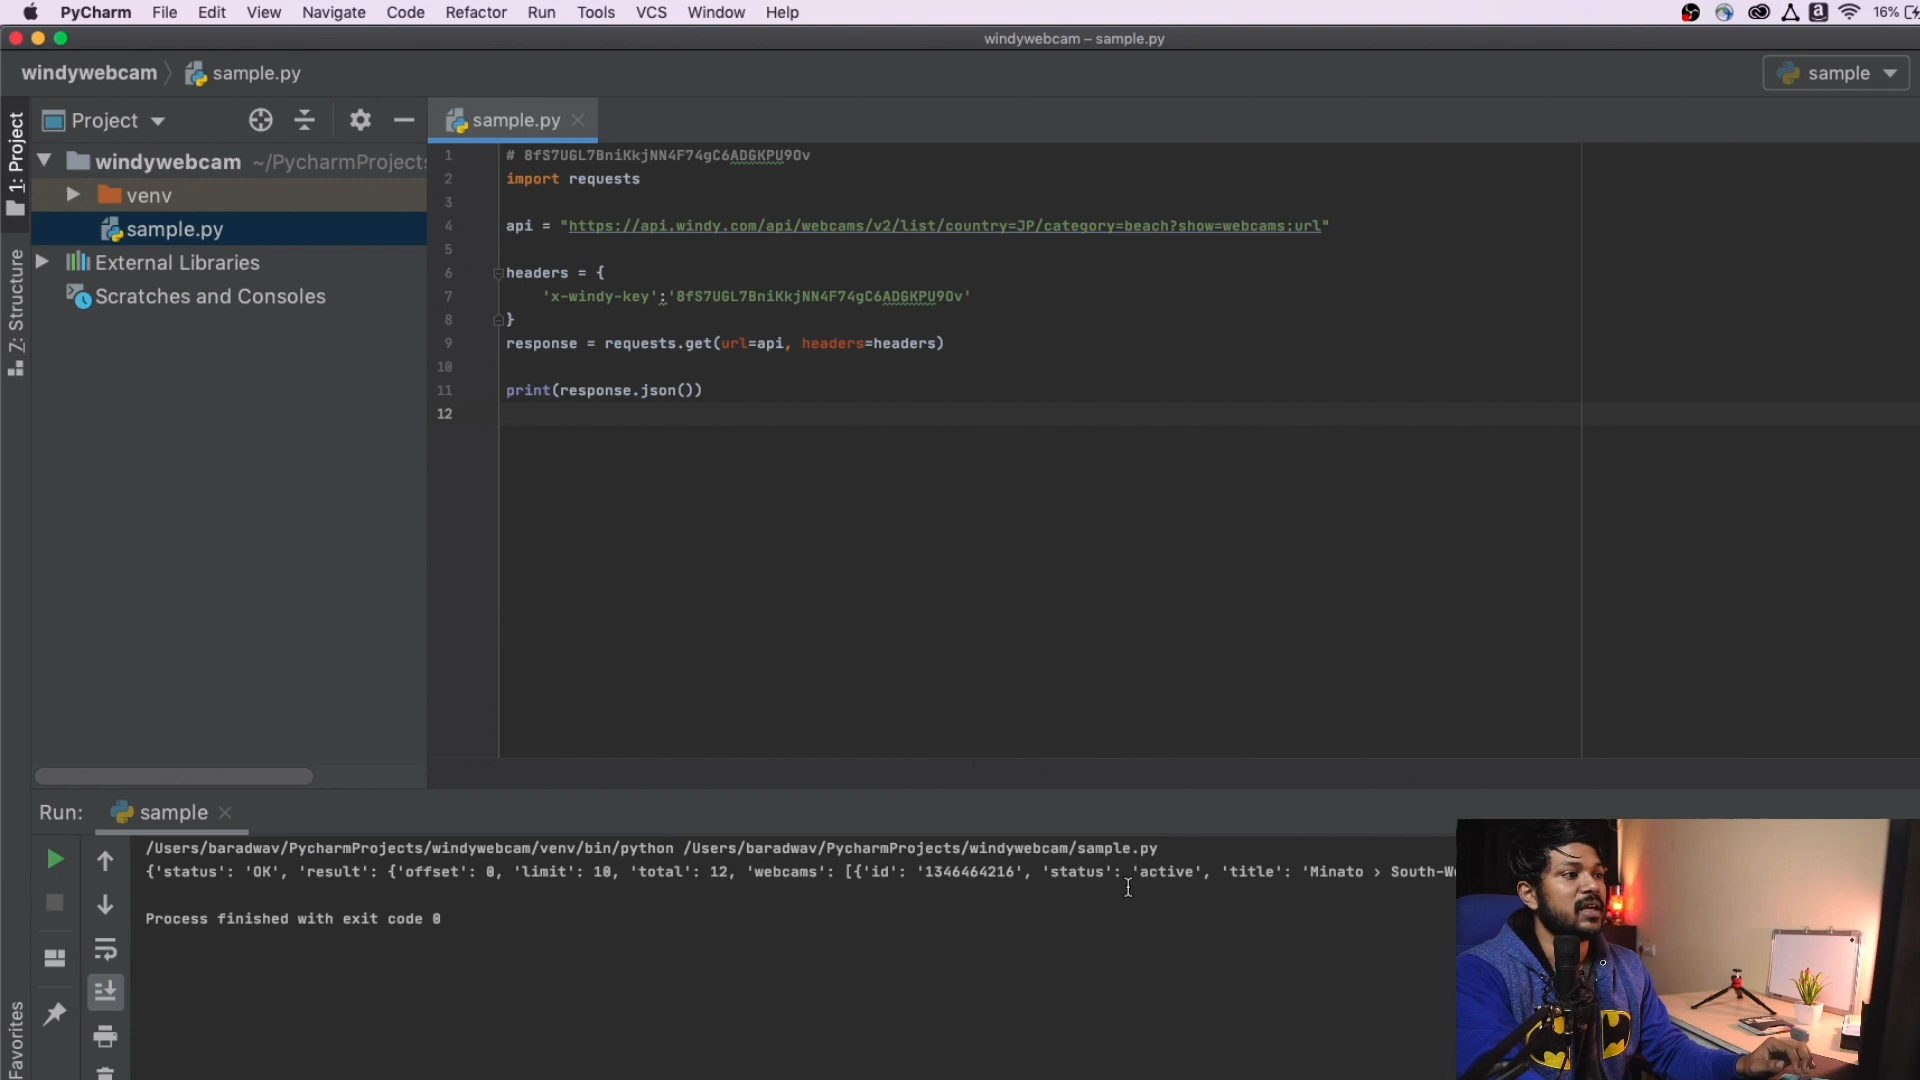 PyCharm File Edit View Navigate Code Refactor Run Tools VCS Window Help 16%
windywebcam – sample.py
windywebcam sample.py sample
1: Project
Project
sample.py
windywebcam ~/PycharmProjects
venv
sample.py
External Libraries
Scratches and Consoles
Z: Structure
1 # 8fS7UGL7BniKkjNN4F74gC6ADGKPU9Ov
2 import requests
3
4 api = "https://api.windy.com/api/webcams/v2/list/country=JP/category=beach?show=webcams:url"
5
6 headers = {
7 'x-windy-key':'8fS7UGL7BniKkjNN4F74gC6ADGKPU9Ov'
8 }
9 response = requests.get(url=api, headers=headers)
10
11 print(response.json())
12
Run: sample
/Users/baradwav/PycharmProjects/windywebcam/venv/bin/python /Users/baradwav/PycharmProjects/windywebcam/sample.py
{'status': 'OK', 'result': {'offset': 0, 'limit': 10, 'total': 12, 'webcams': [{'id': '1346464216', 'status': 'active', 'title': 'Minato › South-We
Process finished with exit code 0
Favorites